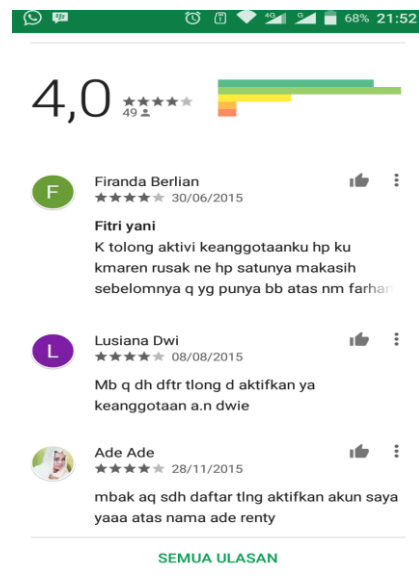 68% 21:52
4,0
49
F
Firanda Berlian
30/06/2015
Fitri yani
K tolong aktivi keanggotaanku hp ku
kmaren rusak ne hp satunya makasih
sebelomnya q yg punya bb atas nm farhan
L
Lusiana Dwi
08/08/2015
Mb q dh dftr tlong d aktifkan ya
keanggotaan a.n dwie
Ade Ade
28/11/2015
mbak aq sdh daftar tlng aktifkan akun saya
yaaa atas nama ade renty
SEMUA ULASAN